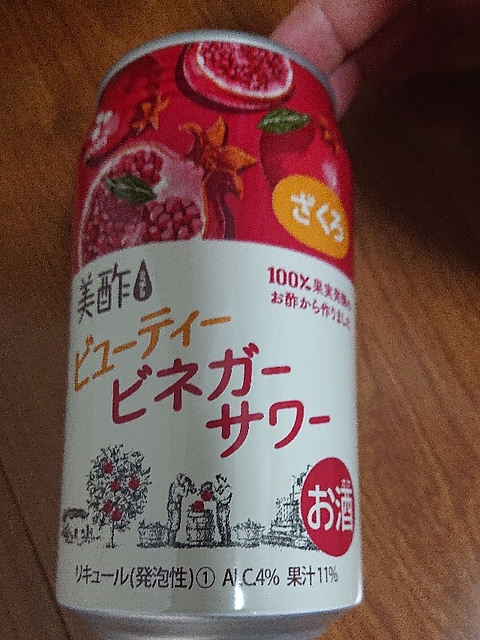 ざくろ
美酢
100%果実発酵の
お酢から作りました
ビューティー
ビネガー
サワー
お酒
リキュール(発泡性)① ALC.4% 果汁11%